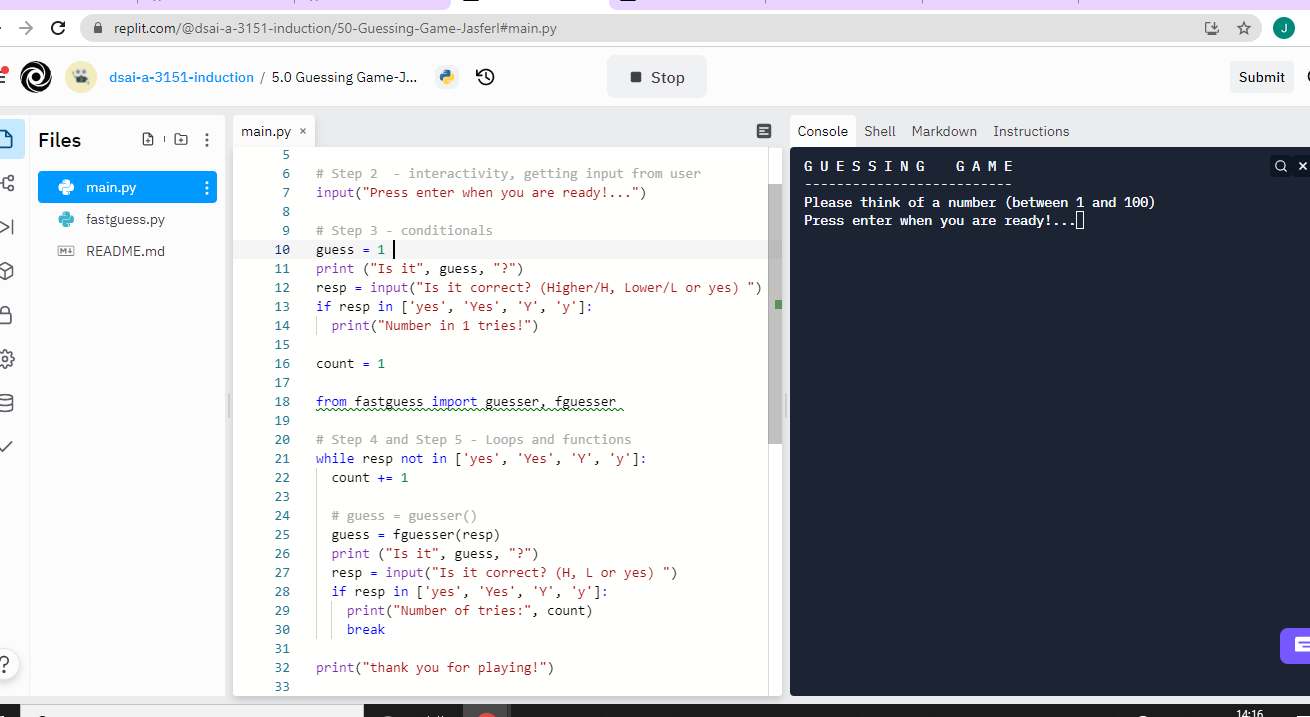 replit.com/@dsai-a-3151-induction/50-Guessing-Game-Jasferl#main.py
J
dsai-a-3151-induction / 5.0 Guessing Game-J...
Stop
Submit
Files
main.py
fastguess.py
README.md
main.py ×
5
6 # Step 2  - interactivity, getting input from user
7 input("Press enter when you are ready!...")
8
9 # Step 3 - conditionals
10 guess = 1
11 print ("Is it", guess, "?")
12 resp = input("Is it correct? (Higher/H, Lower/L or yes) ")
13 if resp in ['yes', 'Yes', 'Y', 'y']:
14   print("Number in 1 tries!")
15
16 count = 1
17
18 from fastguess import guesser, fguesser
19
20 # Step 4 and Step 5 - Loops and functions
21 while resp not in ['yes', 'Yes', 'Y', 'y']:
22   count += 1
23
24   # guess = guesser()
25   guess = fguesser(resp)
26   print ("Is it", guess, "?")
27   resp = input("Is it correct? (H, L or yes) ")
28   if resp in ['yes', 'Yes', 'Y', 'y']:
29     print("Number of tries:", count)
30     break
31
32 print("thank you for playing!")
33
Console Shell Markdown Instructions
G U E S S I N G   G A M E
---------------------------
Please think of a number (between 1 and 100)
Press enter when you are ready!...
?
14:16